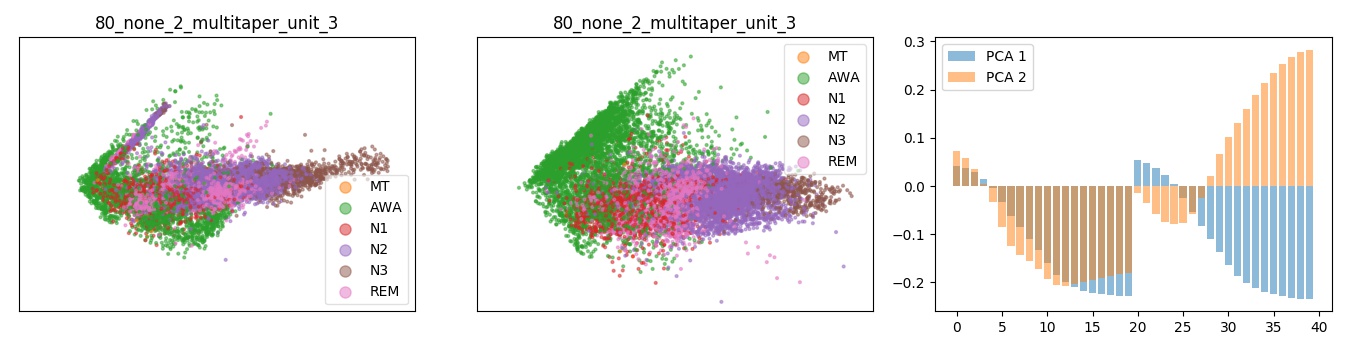 80_none_2_multitaper_unit_3
MT
AWA
N1
N2
N3
REM
80_none_2_multitaper_unit_3
MT
AWA
N1
N2
N3
REM
PCA 1
PCA 2
0.3
0.2
0.1
0.0
−0.1
−0.2
0 5 10 15 20 25 30 35 40